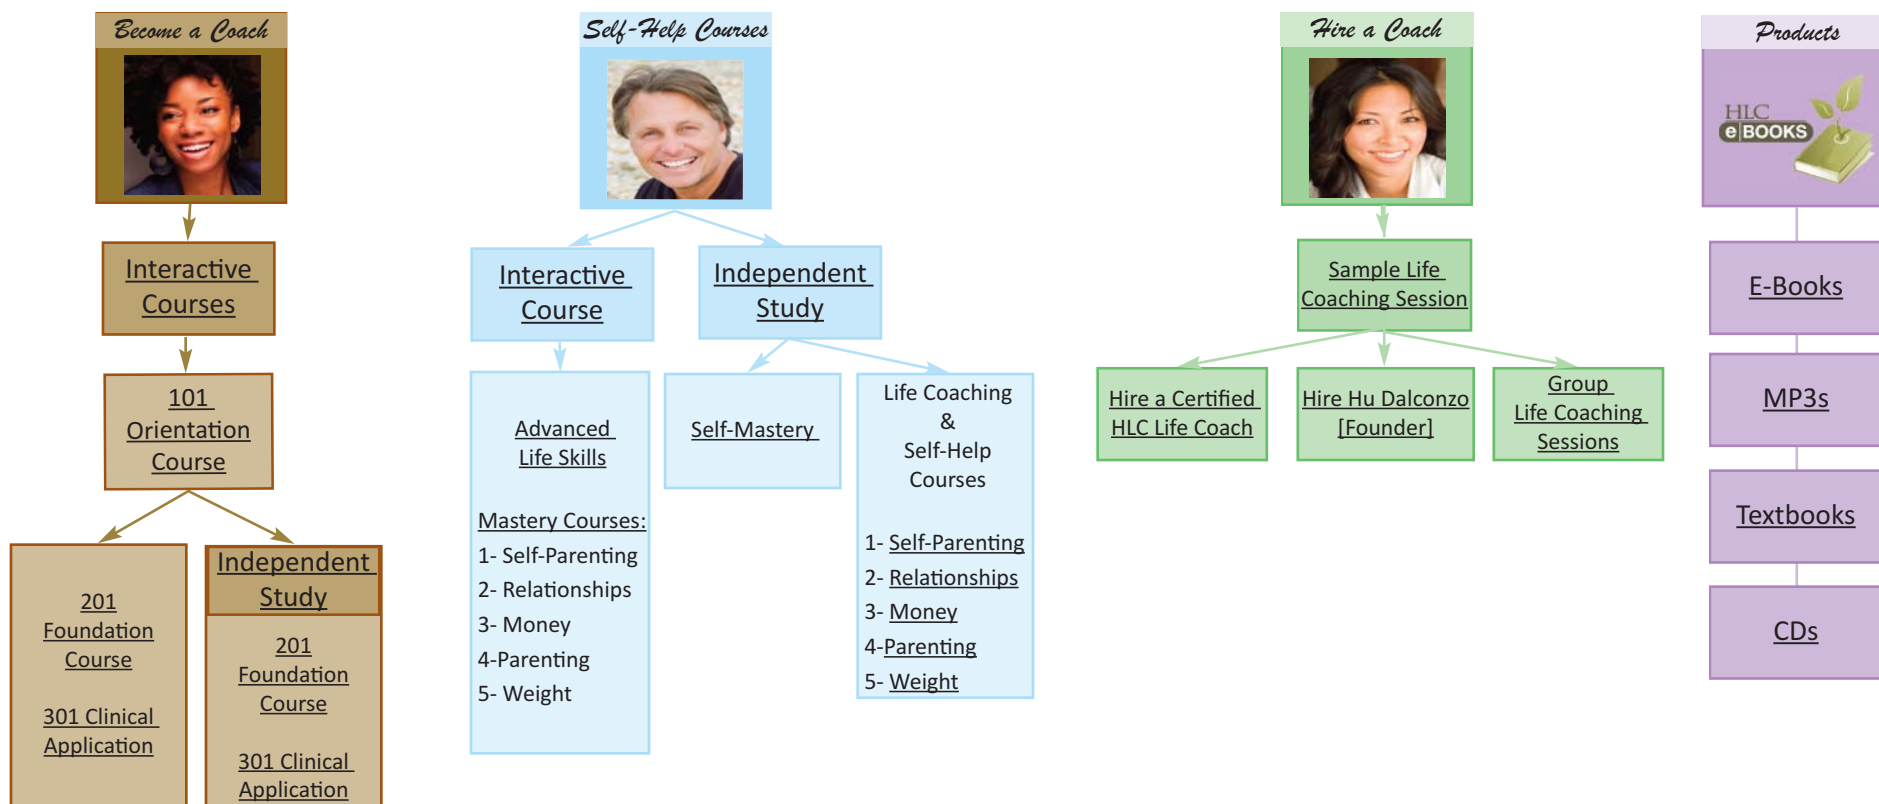 Become a Coach
Interactive
Courses
101
Orientation
Course
201
Foundation
Course
301 Clinical
Application
Independent
Study
201
Foundation
Course
301 Clinical
Application
Self-Help Courses
Interactive
Course
Advanced
Life Skills
Mastery Courses:
1- Self-Parenting
2- Relationships
3- Money
4-Parenting
5- Weight
Independent
Study
Self-Mastery
Life Coaching
&
Self-Help
Courses
1- Self-Parenting
2- Relationships
3- Money
4-Parenting
5- Weight
Hire a Coach
Sample Life
Coaching Session
Hire a Certified
HLC Life Coach
Hire Hu Dalconzo
[Founder]
Group
Life Coaching
Sessions
Products
HLC
e BOOKS
E-Books
MP3s
Textbooks
CDs